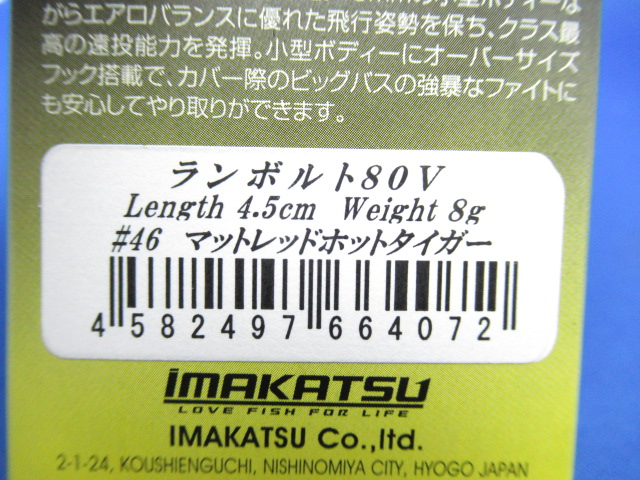 がらエアロバランスに優れた飛行姿勢を保ち、クラス最
高の遠投能力を発揮。小型ボディーにオーバーサイズ
フック搭載で、カバー際のビッグバスの強暴なファイトに
も安心してやり取りができます。
ランボルト80V
Length 4.5cm Weight 8g
#46 マットレッドホットタイガー
4582497664072
imakatsu
LOVE FISH FOR LIFE
IMAKATSU Co.,ltd.
2-1-24, KOUSHIENGUCHI, NISHINOMIYA CITY, HYOGO JAPAN